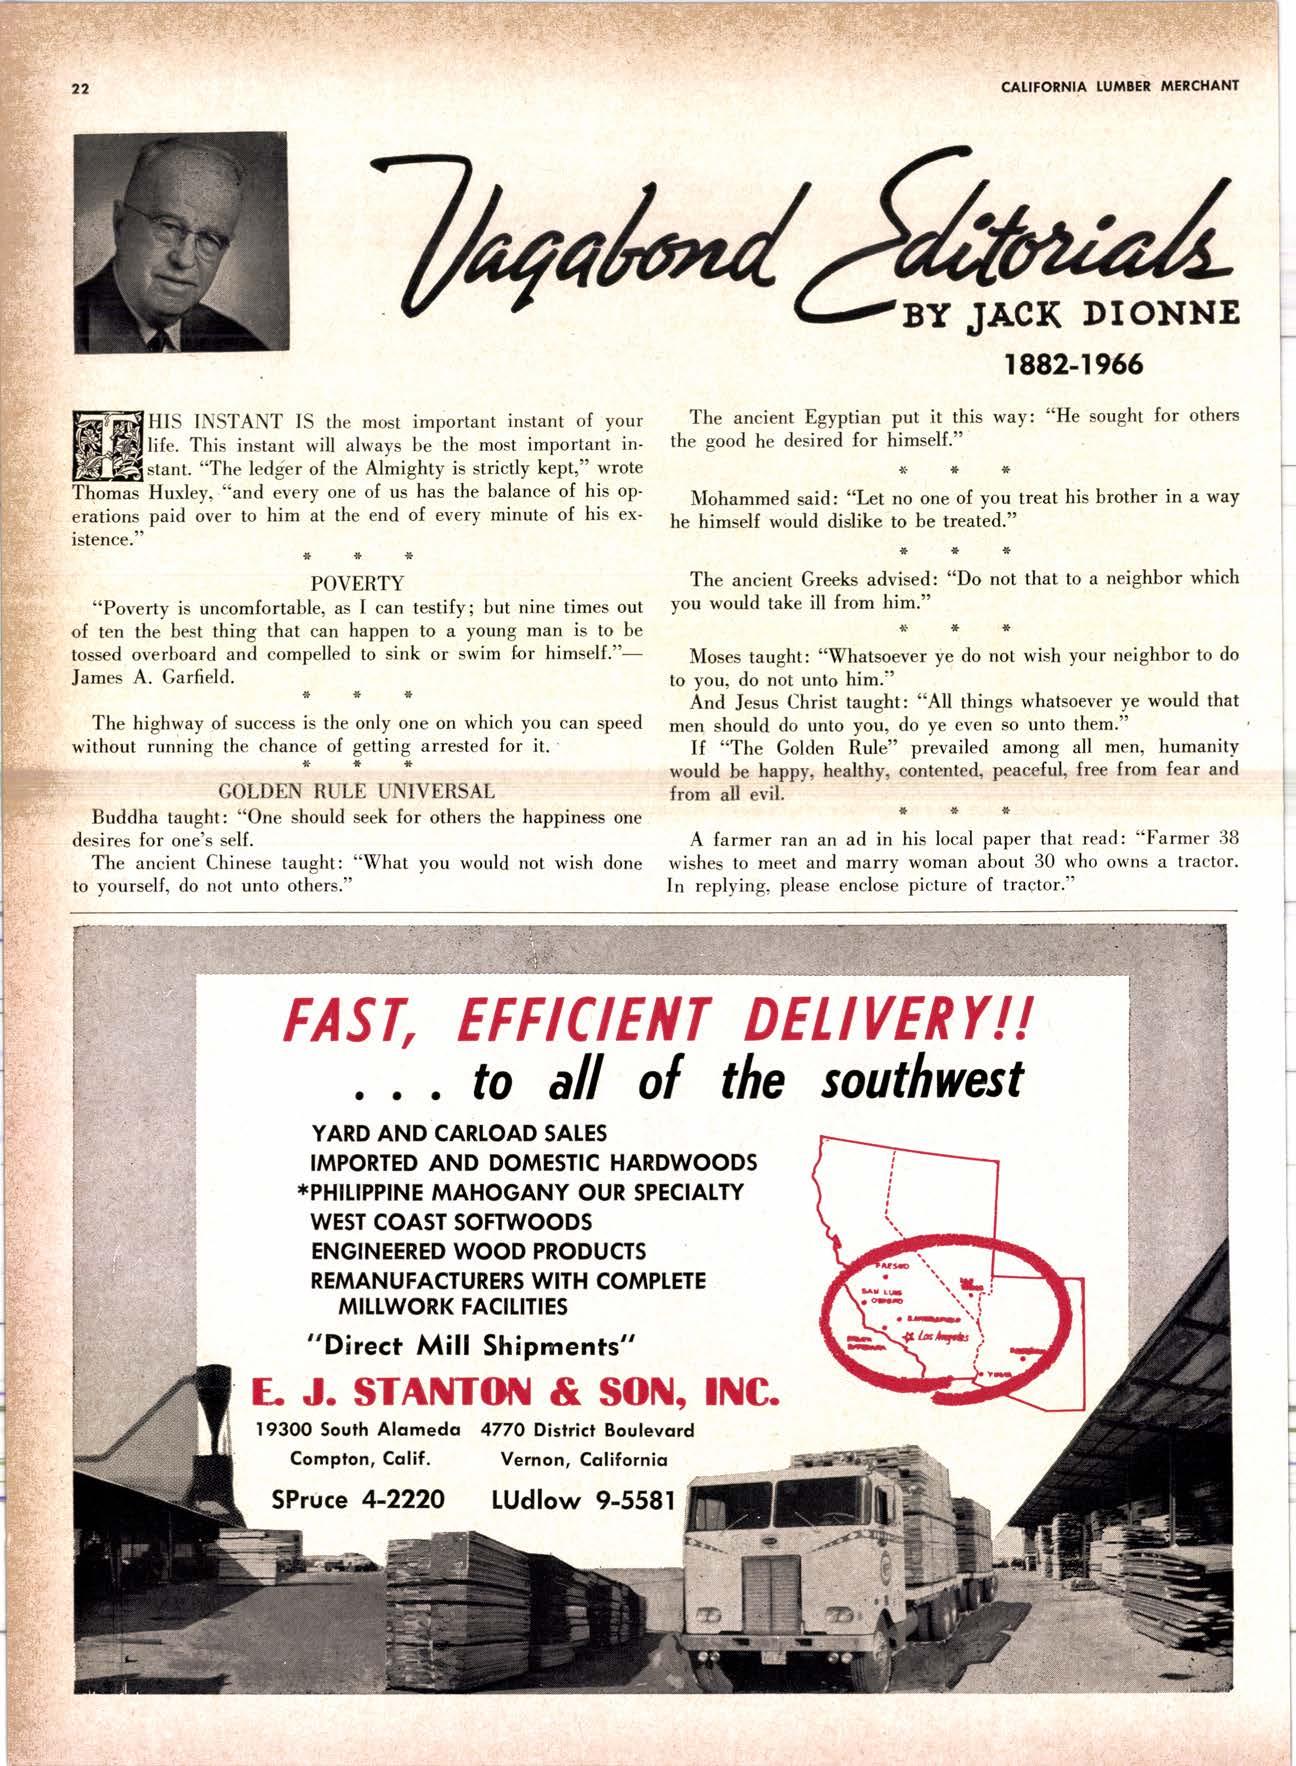 22
CALIFORNIA LUMBER MERCHANT
Vagabond Editorials
BY JACK DIONNE
1882-1966
THIS INSTANT IS the most important instant of your
life. This instant will always be the most important in-
stant. “The ledger of the Almighty is strictly kept,” wrote
Thomas Huxley, “and every one of us has the balance of his op-
erations paid over to him at the end of every minute of his ex-
istence.”
* * *
POVERTY
“Poverty is uncomfortable, as I can testify; but nine times out
of ten the best thing that can happen to a young man is to be
tossed overboard and compelled to sink or swim for himself.”—
James A. Garfield.
* * *
The highway of success is the only one on which you can speed
without running the chance of getting arrested for it.
* * *
GOLDEN RULE UNIVERSAL
Buddha taught: “One should seek for others the happiness one
desires for one's self.
The ancient Chinese taught: “What you would not wish done
to yourself, do not unto others.”
The ancient Egyptian put it this way: “He sought for others
the good he desired for himself.”
* * *
Mohammed said: “Let no one of you treat his brother in a way
he himself would dislike to be treated.”
* * *
The ancient Greeks advised: “Do not that to a neighbor which
you would take ill from him.”
* * *
Moses taught: “Whatsoever ye do not wish your neighbor to do
to you, do not unto him.”
And Jesus Christ taught: “All things whatsoever ye would that
men should do unto you, do ye even so unto them.”
If “The Golden Rule” prevailed among all men, humanity
would be happy, healthy, contented, peaceful, free from fear and
from all evil.
* * *
A farmer ran an ad in his local paper that read: “Farmer 38
wishes to meet and marry woman about 30 who owns a tractor.
In replying, please enclose picture of tractor.”
FAST, EFFICIENT DELIVERY!!
. . . to all of the southwest
YARD AND CARLOAD SALES
IMPORTED AND DOMESTIC HARDWOODS
*PHILIPPINE MAHOGANY OUR SPECIALTY
WEST COAST SOFTWOODS
ENGINEERED WOOD PRODUCTS
REMANUFACTURERS WITH COMPLETE
MILLWORK FACILITIES
"Direct Mill Shipments"
FRESNO
SAN LUIS
OBISPO
Los Angeles
YUMA
E. J. STANTON & SON, INC.
19300 South Alameda 4770 District Boulevard
Compton, Calif. Vernon, California
SPruce 4-2220 LUdlow 9-5581